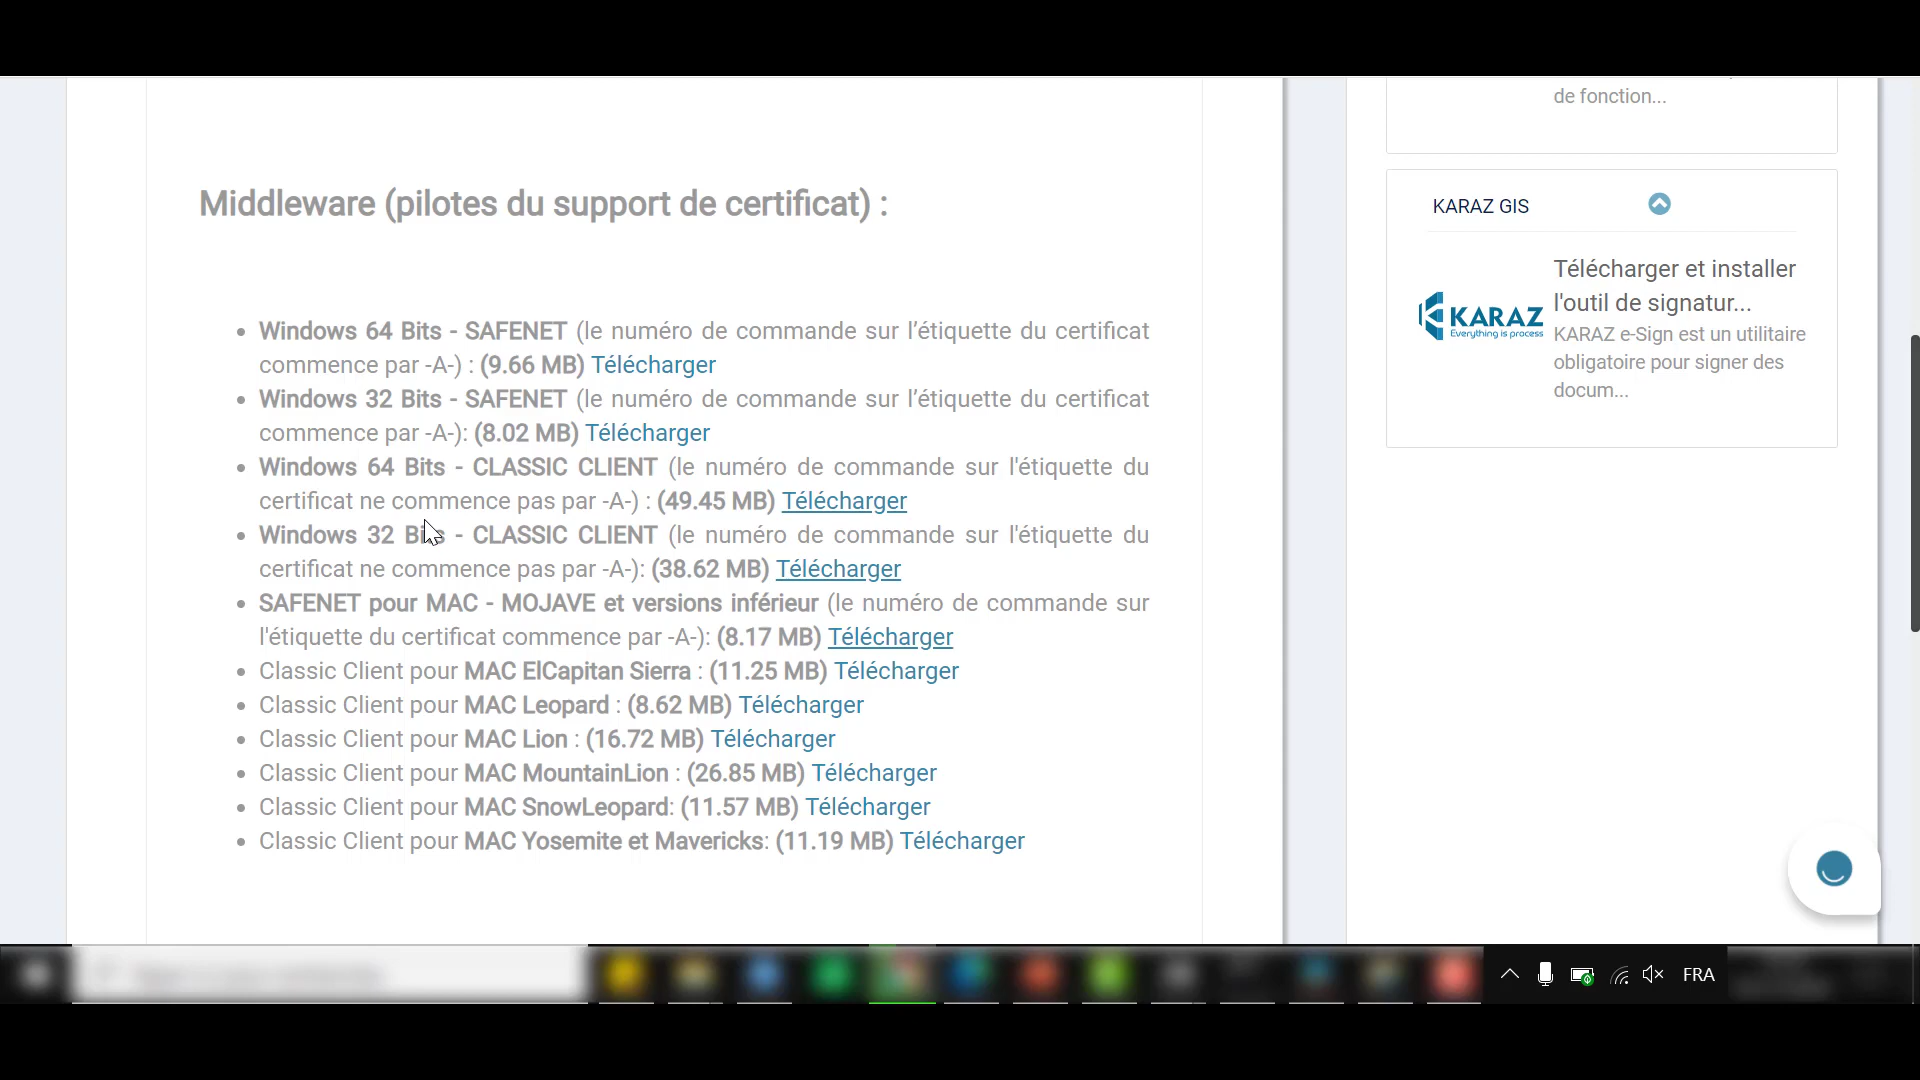 de fonction...
Middleware (pilotes du support de certificat) :
Windows 64 Bits - SAFENET (le numéro de commande sur l’étiquette du certificat
commence par -A-) : (9.66 MB) Télécharger
Windows 32 Bits - SAFENET (le numéro de commande sur l’étiquette du certificat
commence par -A-): (8.02 MB) Télécharger
Windows 64 Bits - CLASSIC CLIENT (le numéro de commande sur l'étiquette du
certificat ne commence pas par -A-) : (49.45 MB) Télécharger
Windows 32 Bits - CLASSIC CLIENT (le numéro de commande sur l'étiquette du
certificat ne commence pas par -A-): (38.62 MB) Télécharger
SAFENET pour MAC - MOJAVE et versions inférieur (le numéro de commande sur
l'étiquette du certificat commence par -A-): (8.17 MB) Télécharger
Classic Client pour MAC ElCapitan Sierra : (11.25 MB) Télécharger
Classic Client pour MAC Leopard : (8.62 MB) Télécharger
Classic Client pour MAC Lion : (16.72 MB) Télécharger
Classic Client pour MAC MountainLion : (26.85 MB) Télécharger
Classic Client pour MAC SnowLeopard: (11.57 MB) Télécharger
Classic Client pour MAC Yosemite et Mavericks: (11.19 MB) Télécharger
KARAZ GIS
KARAZ
Everything is process
Télécharger et installer
l'outil de signatur...
KARAZ e-Sign est un utilitaire
obligatoire pour signer des
docum...
FRA